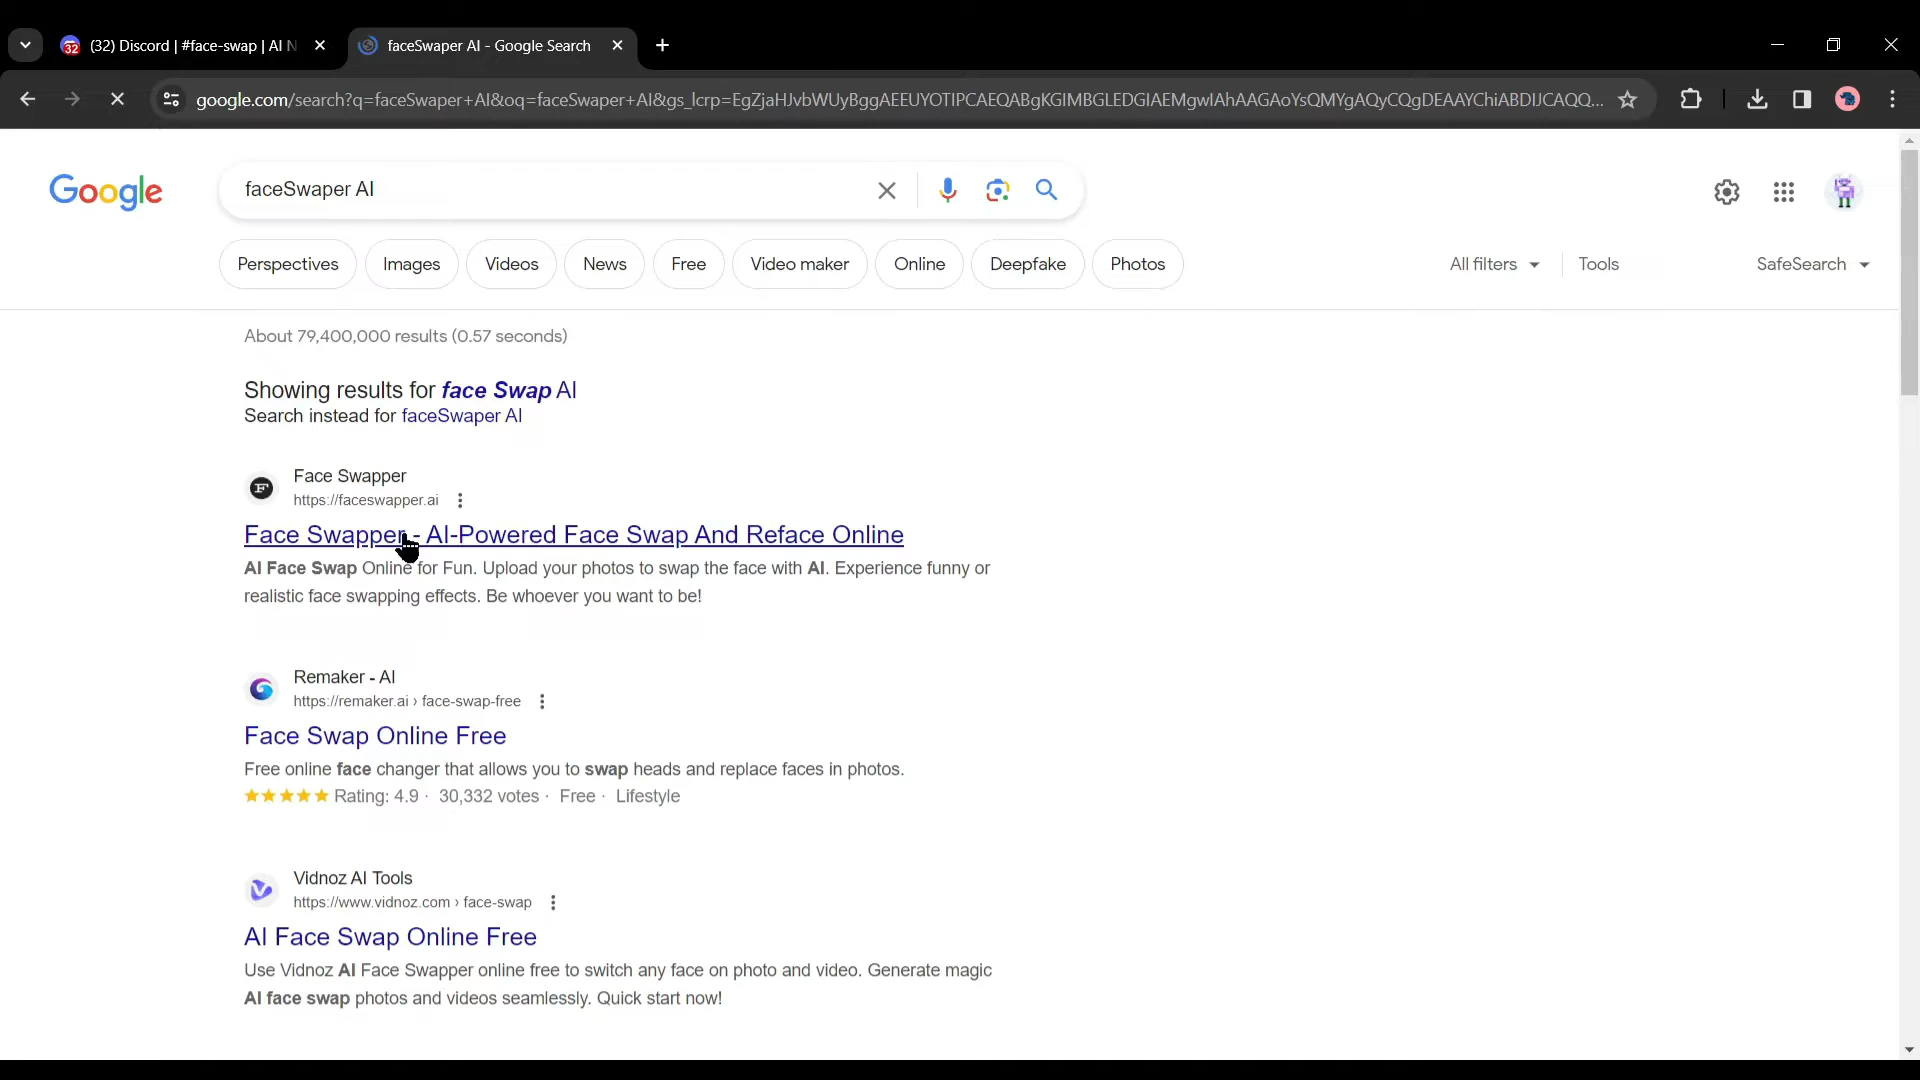 32
(32) Discord | #face-swap | AI N
faceSwaper AI - Google Search
google.com/search?q=faceSwaper+AI&oq=faceSwaper+AI&gs_lcrp=EgZjaHJvbWUyBggAEEUYOTIPCAEQABgKGIMBGLEDGIAEMgwIAhAAGAoYsQMYgAQyCQgDEAAYChiABDIJCAQQ...
Google
faceSwaper AI
Perspectives
Images
Videos
News
Free
Video maker
Online
Deepfake
Photos
All filters
Tools
SafeSearch
About 79,400,000 results (0.57 seconds)
Showing results for face Swap AI
Search instead for faceSwaper AI
F
Face Swapper
https://faceswapper.ai
Face Swapper - AI-Powered Face Swap And Reface Online
AI Face Swap Online for Fun. Upload your photos to swap the face with AI. Experience funny or
realistic face swapping effects. Be whoever you want to be!
Remaker - AI
https://remaker.ai › face-swap-free
Face Swap Online Free
Free online face changer that allows you to swap heads and replace faces in photos.
Rating: 4.9 · 30,332 votes · Free · Lifestyle
Vidnoz AI Tools
https://www.vidnoz.com › face-swap
AI Face Swap Online Free
Use Vidnoz AI Face Swapper online free to switch any face on photo and video. Generate magic
AI face swap photos and videos seamlessly. Quick start now!